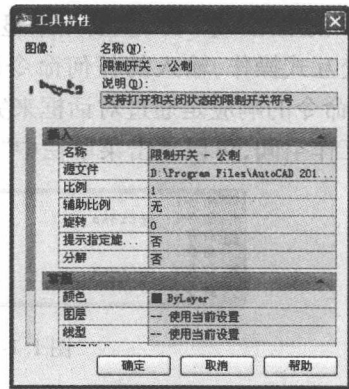 工具特性
图像:
名称(N):
限制开关 - 公制
说明(D):
支持打开和关闭状态的限制开关符号
插入
名称 限制开关 - 公制
源文件 D:\Program Files\AutoCAD 201...
比例 1
辅助比例 无
旋转 0
提示指定旋... 否
分解 否
常规
颜色 ByLayer
图层 -- 使用当前设置
线型 -- 使用当前设置
确定 取消 帮助